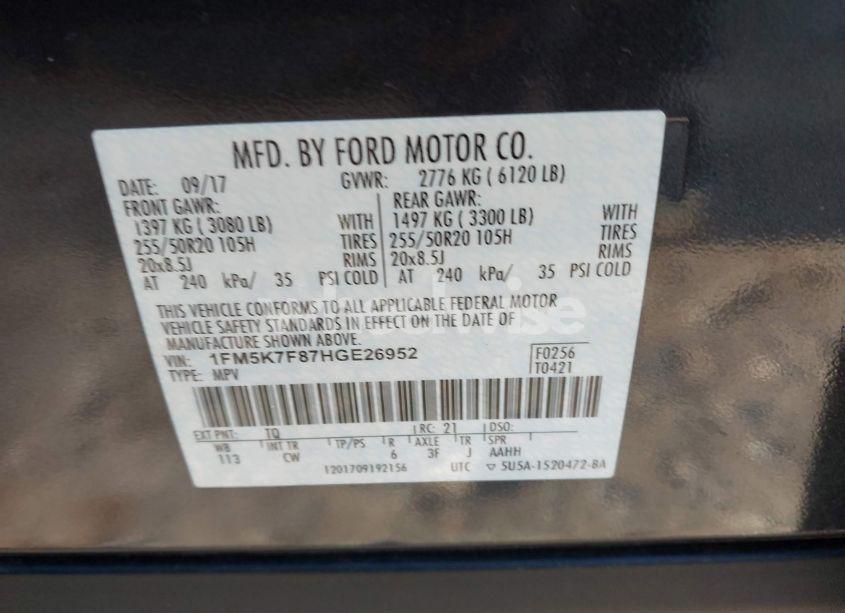 MFD. BY FORD MOTOR CO.
DATE: 09/17 GVWR: 2776 KG ( 6120 LB)
FRONT GAWR: REAR GAWR:
1397 KG ( 3080 LB) WITH 1497 KG ( 3300 LB) WITH
255/50R20 105H TIRES 255/50R20 105H TIRES
20x8.5J RIMS 20x8.5J RIMS
AT 240 kPa/ 35 PSI COLD AT 240 kPa/ 35 PSI COLD
THIS VEHICLE CONFORMS TO ALL APPLICABLE FEDERAL MOTOR
VEHICLE SAFETY STANDARDS IN EFFECT ON THE DATE OF
MANUFACTURE SHOWN ABOVE.
VIN: 1FM5K7F87HGE26952 F0256
TYPE: MPV T0421
EXT PNT: TQ RC: 21 DSO:
WB INT TR TP/PS R AXLE TR SPR
113 CW 6 3F J AAHH
1201709192156 UTC ▽ 5U5A-1520472-BA